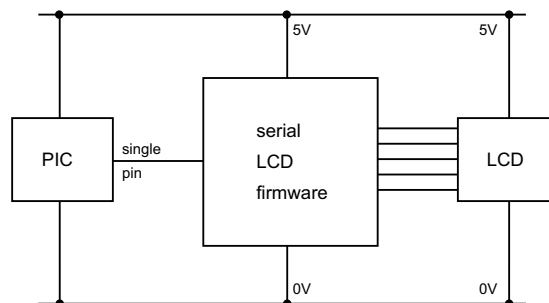 5V
5V
serial
single
PIC
LCD
LCD
pin
firmware
0V
0V